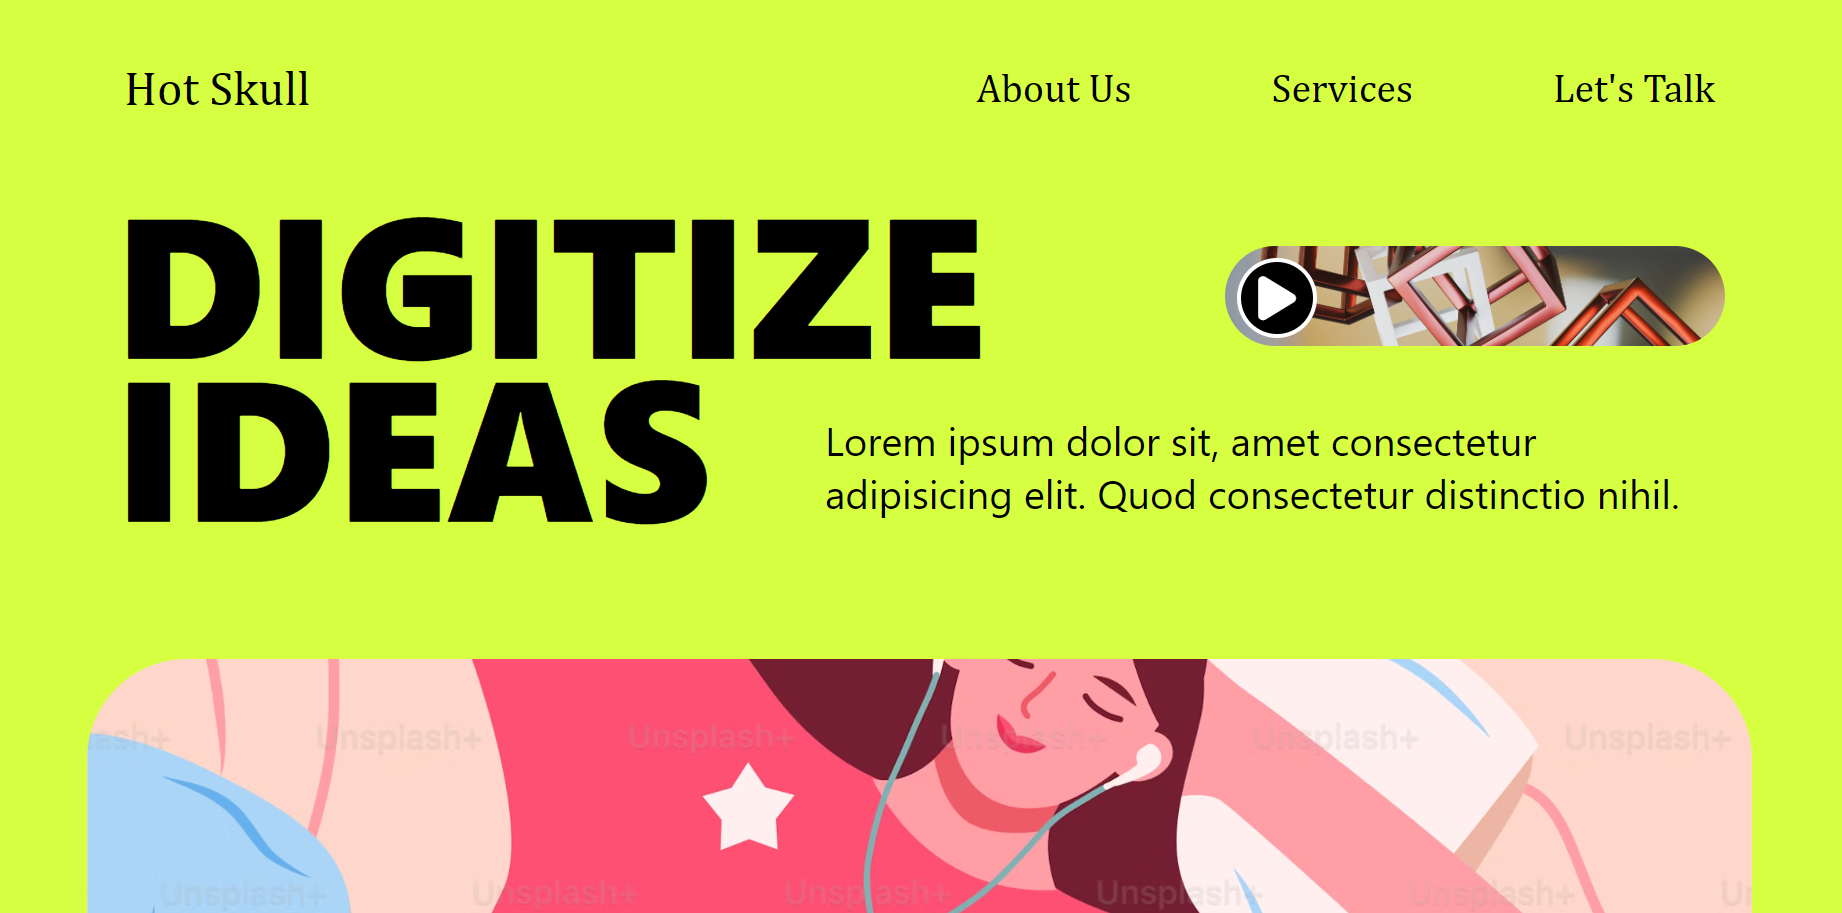 Hot Skull
About Us
Services
Let's Talk
DIGITIZE
IDEAS
Lorem ipsum dolor sit, amet consectetur
adipisicing elit. Quod consectetur distinctio nihil.
ash+ Unsplash+ Unsplash+ Unsplash+ Unsplash+ Unsplash+
Unsplash+ Unsplash+ Unsplash+ Unsplash+ Unsplash+ Un